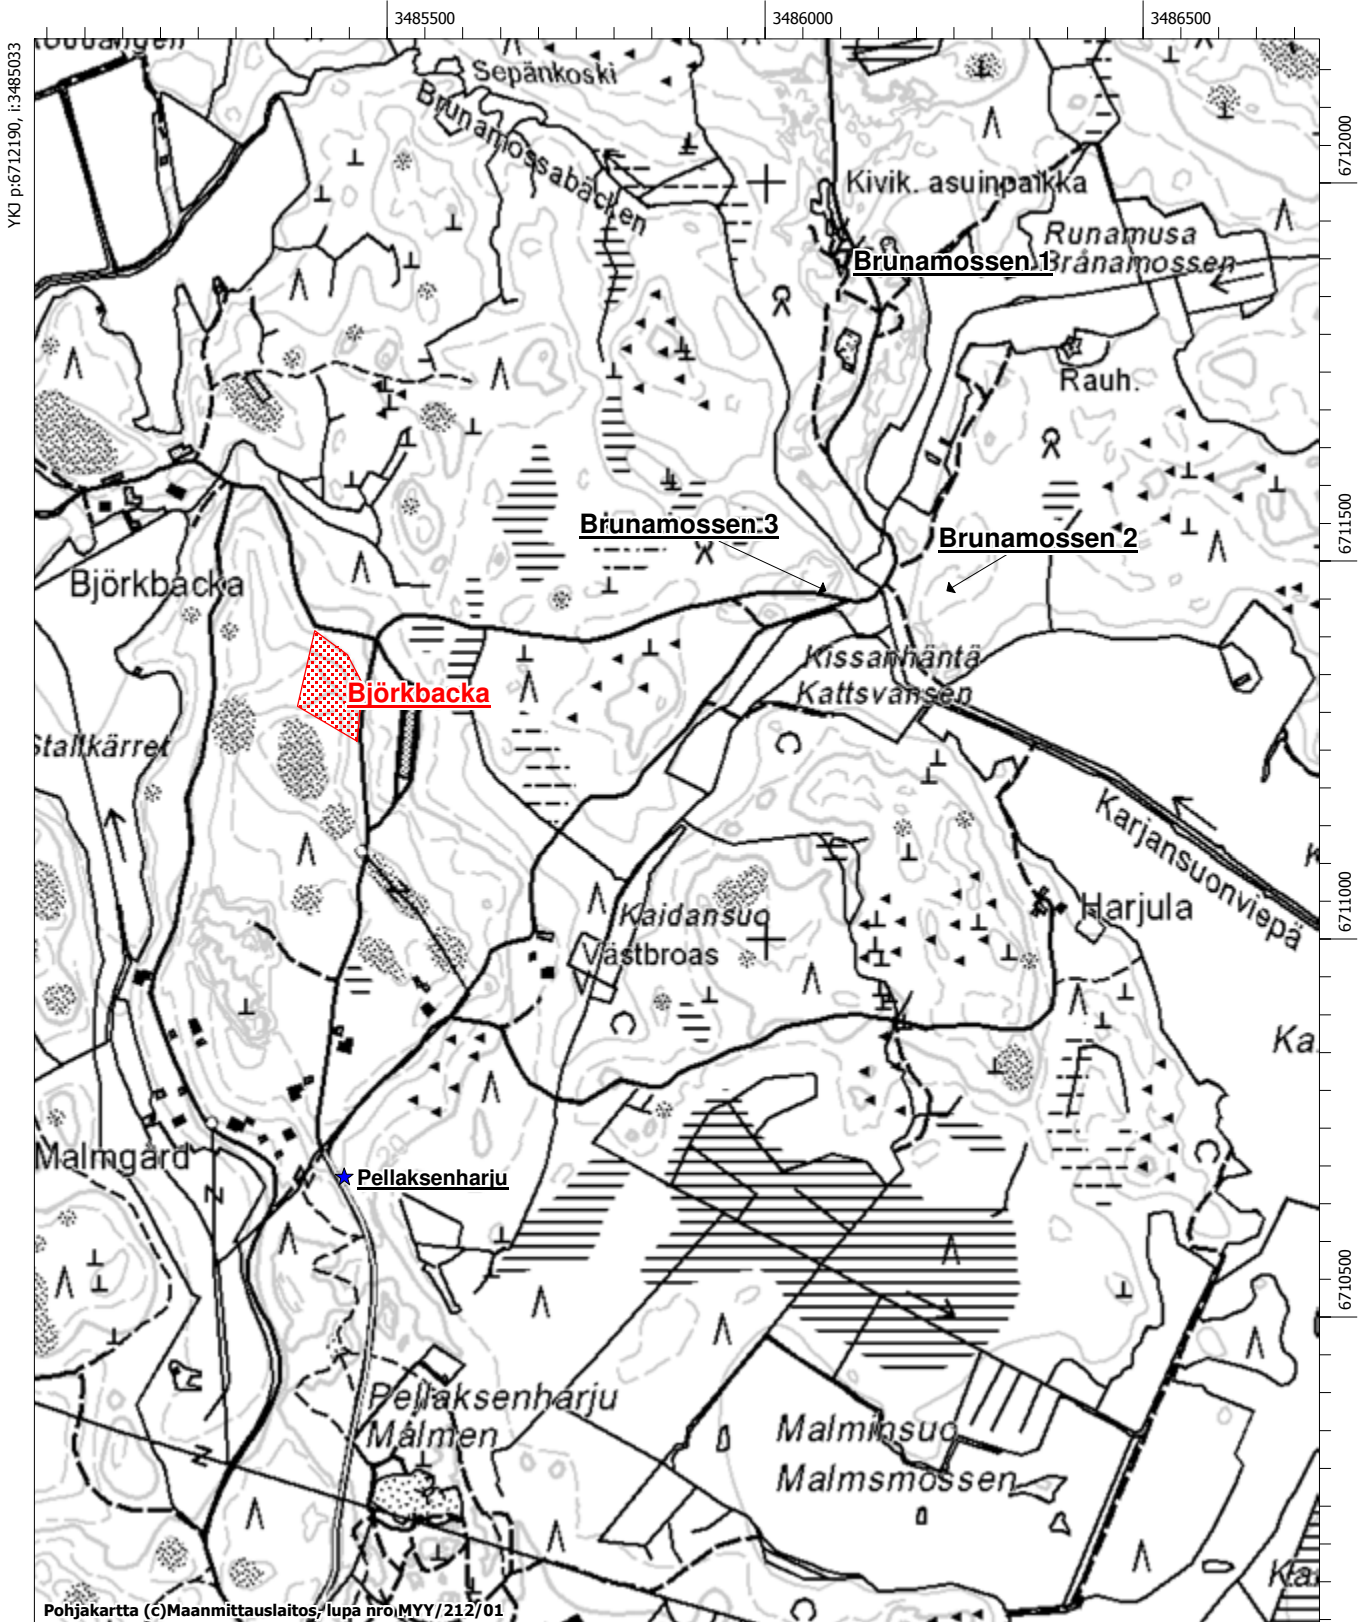 3485500
3486000
3486500
YKJ p:6712190, i:3485033
6712000
6711500
6711000
6710500
Sepänkoski
Brunamossabäcken
Kivik. asuinpaikka
Runamusa
Brånamossen
Brunamossen 1
Rauh.
Brunamossen 3
Brunamossen 2
Björkbacka
Kissanhäntä
Kattsvansen
Björkbacka
Stallkärret
Karjansuonviepä
Harjula
Kaidansuo
Västbroas
Ka
Malmgård
Pellaksenharju
Pellaksenharju
Malmen
Malminsuo
Malmsmossen
Ka
Pohjakartta (c)Maanmittauslaitos, lupa nro MYY/212/01